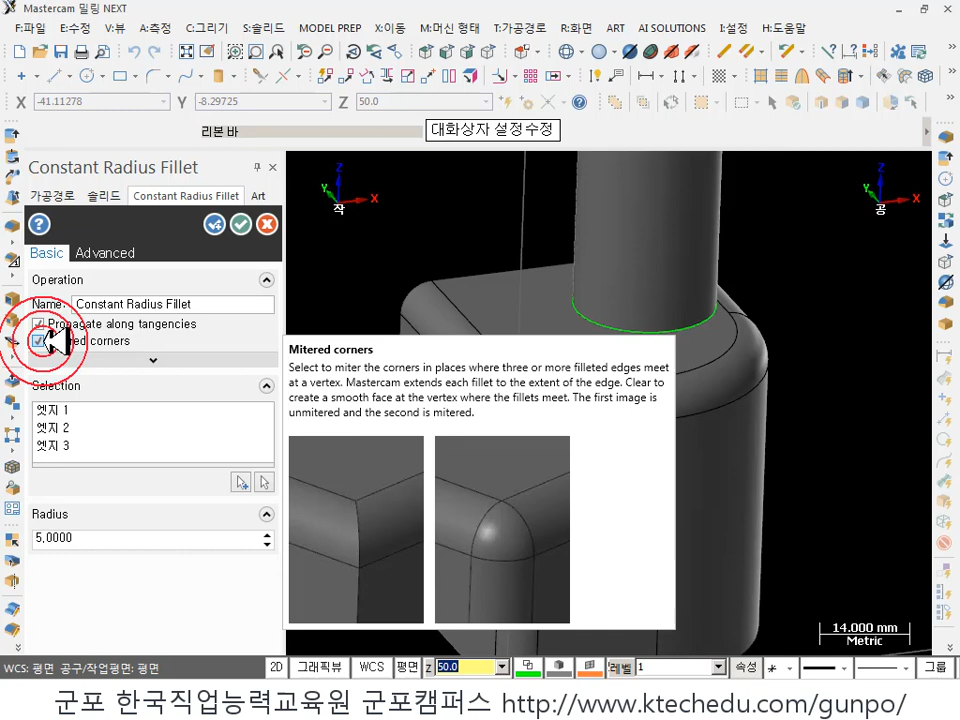 Mastercam 밀링 NEXT
F:파일 E:수정 V:뷰 A:측정 C:그리기 S:솔리드 MODEL PREP X:이동 M:머신 형태 T:가공경로 R:화면 ART AI SOLUTIONS I:설정 H:도움말
X -41.11278 Y -8.29725 Z 50.0
리본 바 대화상자 설정수정
Constant Radius Fillet
가공경로 솔리드 Constant Radius Fillet Art
Basic Advanced
Operation
Name: Constant Radius Fillet
Propagate along tangencies
corners
Selection
엣지 1
엣지 2
엣지 3
Radius
5.0000
Mitered corners
Select to miter the corners in places where three or more filleted edges meet
at a vertex. Mastercam extends each fillet to the extent of the edge. Clear to
create a smooth face at the vertex where the fillets meet. The first image is
unmitered and the second is mitered.
Z Y X 작
Z Y X 공
14.000 mm
Metric
WCS: 평면 공구/작업평면: 평면 2D 그래픽뷰 WCS 평면 Z 50.0 레벨 1 속성 그룹
군포 한국직업능력교육원 군포캠퍼스 http://www.ktechedu.com/gunpo/